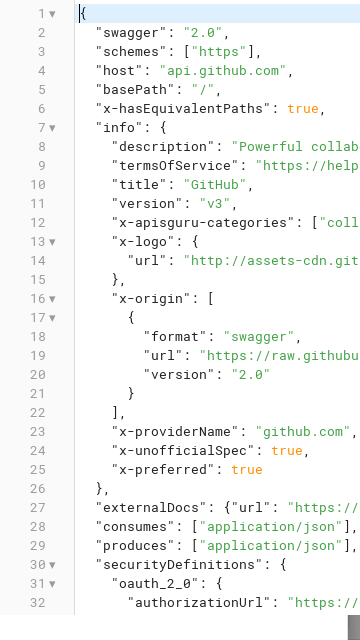 1 {
2 "swagger": "2.0",
3 "schemes": ["https"],
4 "host": "api.github.com",
5 "basePath": "/",
6 "x-hasEquivalentPaths": true,
7 "info": {
8 "description": "Powerful collab
9 "termsOfService": "https://help
10 "title": "GitHub",
11 "version": "v3",
12 "x-apisguru-categories": ["coll
13 "x-logo": {
14 "url": "http://assets-cdn.git
15 },
16 "x-origin": [
17 {
18 "format": "swagger",
19 "url": "https://raw.githubu
20 "version": "2.0"
21 }
22 ],
23 "x-providerName": "github.com",
24 "x-unofficialSpec": true,
25 "x-preferred": true
26 },
27 "externalDocs": {"url": "https://
28 "consumes": ["application/json"],
29 "produces": ["application/json"],
30 "securityDefinitions": {
31 "oauth_2_0": {
32 "authorizationUrl": "https://